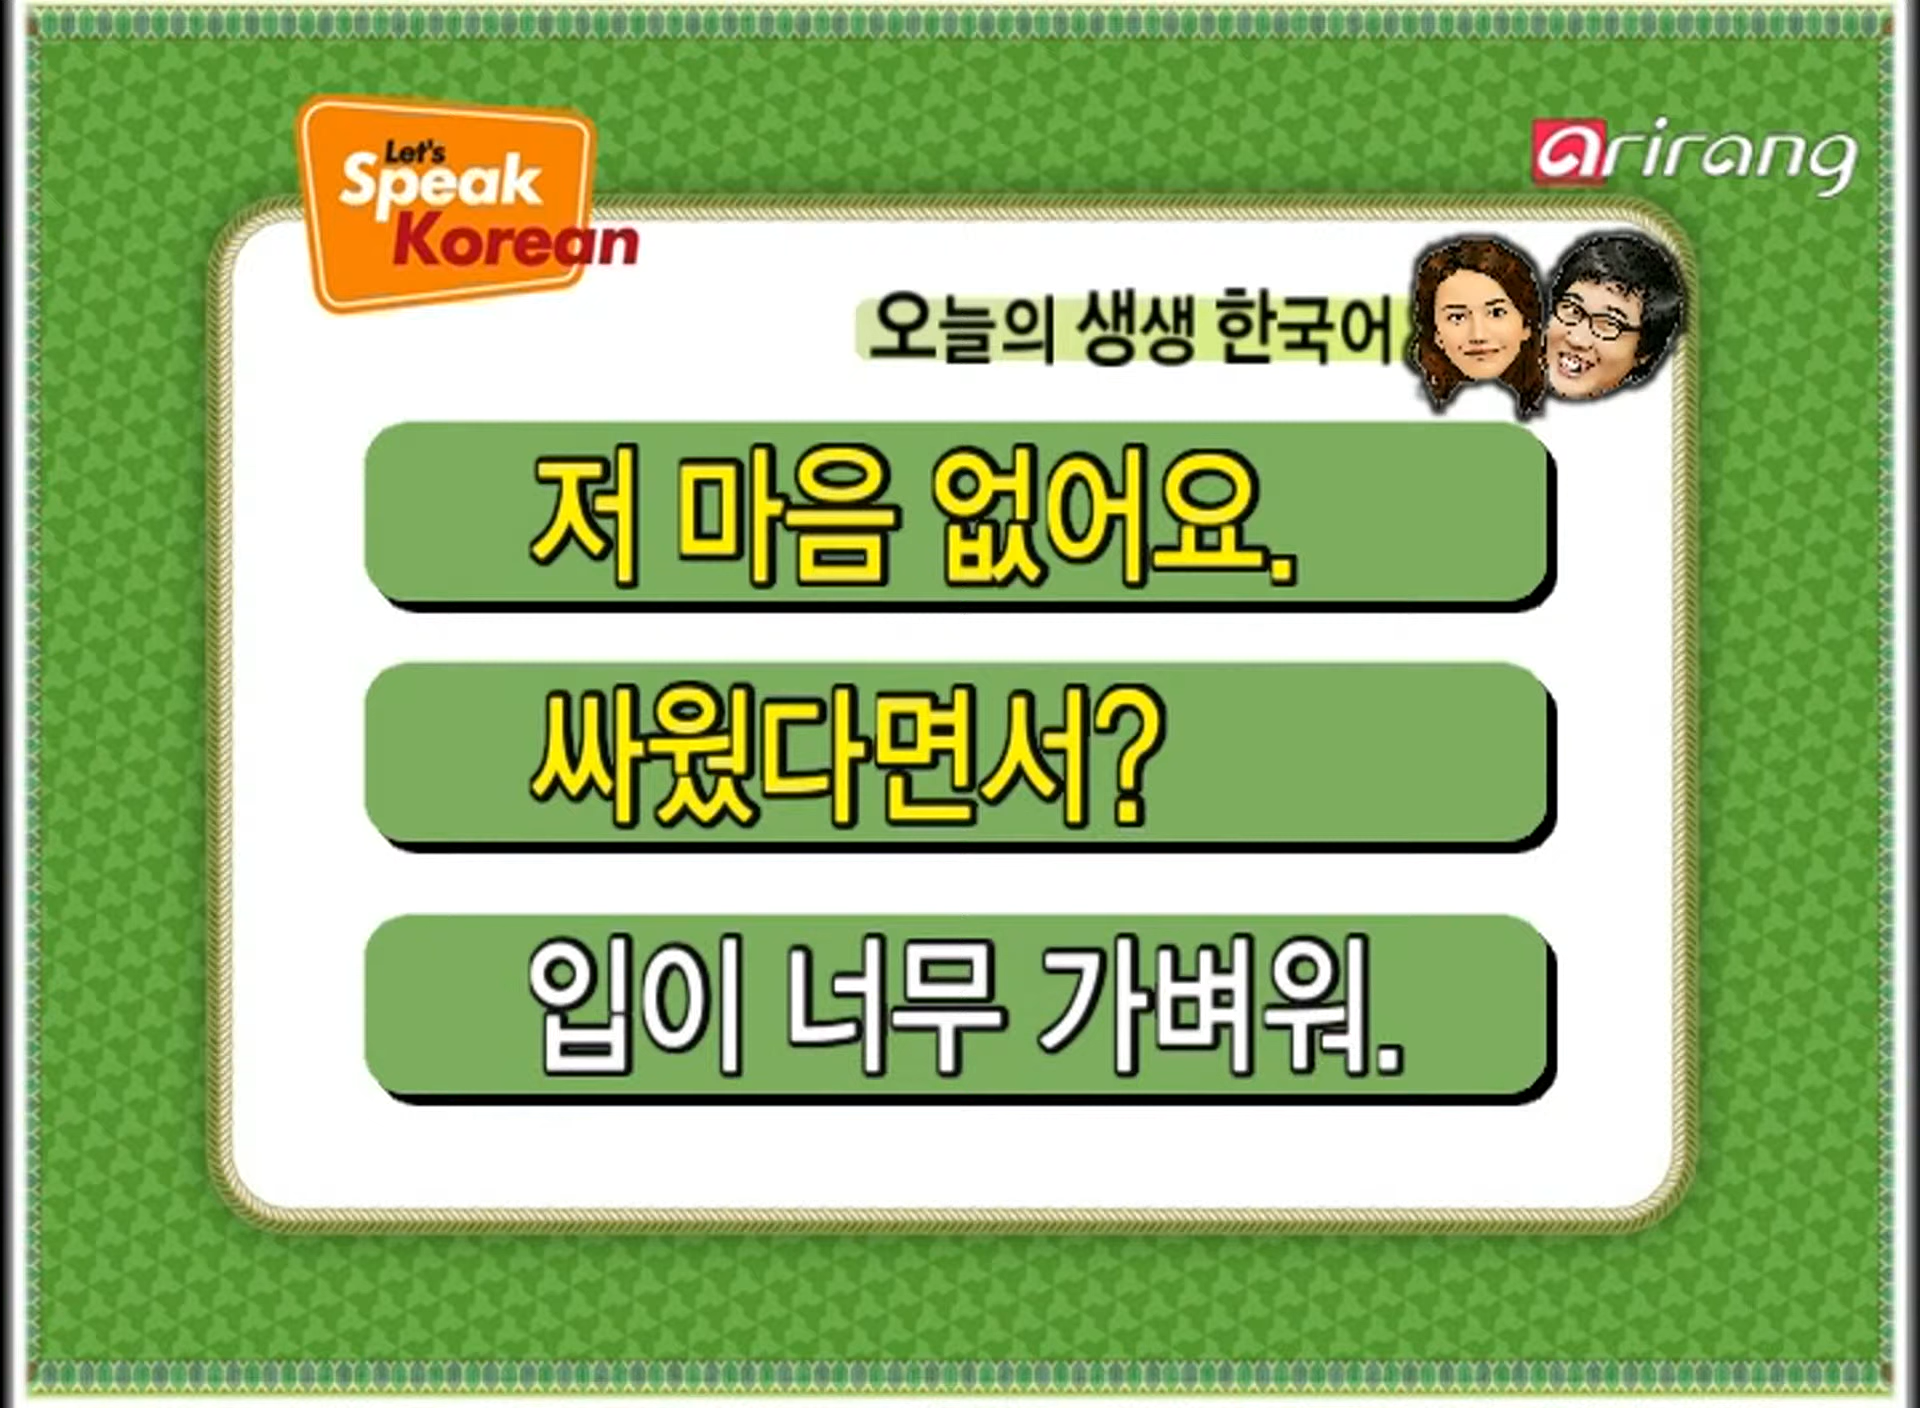 Let's
Speak
Korean
arirang
오늘의 생생 한국어
저 마음 없어요.
싸웠다면서?
입이 너무 가벼워.